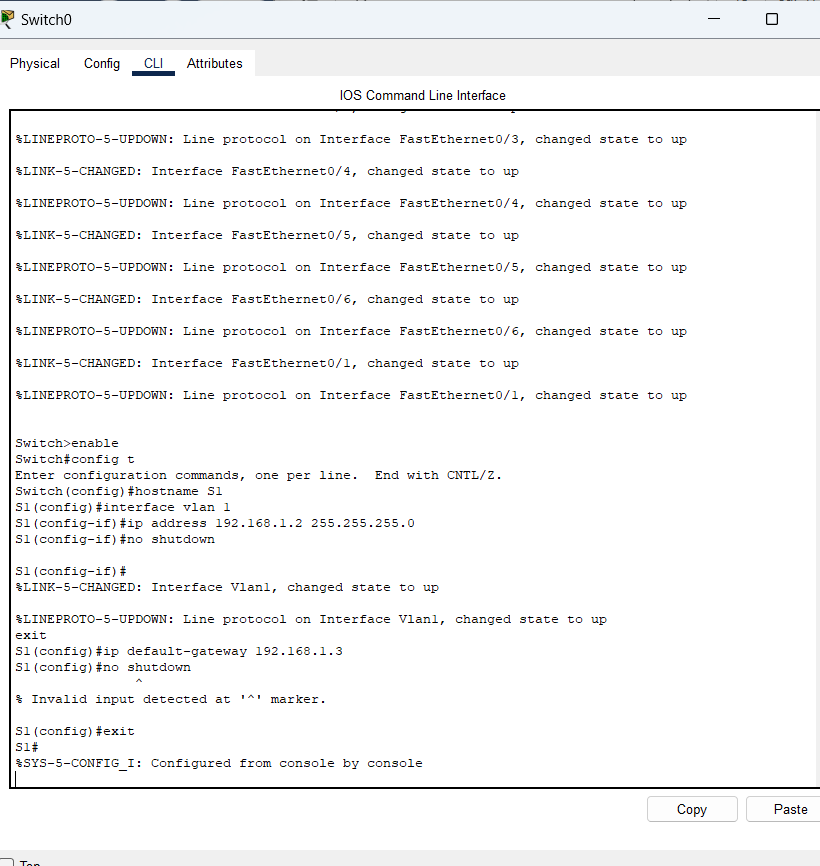 Switch0
Physical Config CLI Attributes
IOS Command Line Interface
%LINEPROTO-5-UPDOWN: Line protocol on Interface FastEthernet0/3, changed state to up
%LINK-5-CHANGED: Interface FastEthernet0/4, changed state to up
%LINEPROTO-5-UPDOWN: Line protocol on Interface FastEthernet0/4, changed state to up
%LINK-5-CHANGED: Interface FastEthernet0/5, changed state to up
%LINEPROTO-5-UPDOWN: Line protocol on Interface FastEthernet0/5, changed state to up
%LINK-5-CHANGED: Interface FastEthernet0/6, changed state to up
%LINEPROTO-5-UPDOWN: Line protocol on Interface FastEthernet0/6, changed state to up
%LINK-5-CHANGED: Interface FastEthernet0/1, changed state to up
%LINEPROTO-5-UPDOWN: Line protocol on Interface FastEthernet0/1, changed state to up
Switch>enable
Switch#config t
Enter configuration commands, one per line.  End with CNTL/Z.
Switch(config)#hostname S1
S1(config)#interface vlan 1
S1(config-if)#ip address 192.168.1.2 255.255.255.0
S1(config-if)#no shutdown
S1(config-if)#
%LINK-5-CHANGED: Interface Vlan1, changed state to up
%LINEPROTO-5-UPDOWN: Line protocol on Interface Vlan1, changed state to up
exit
S1(config)#ip default-gateway 192.168.1.3
S1(config)#no shutdown
^
% Invalid input detected at '^' marker.
S1(config)#exit
S1#
%SYS-5-CONFIG_I: Configured from console by console
Copy Paste